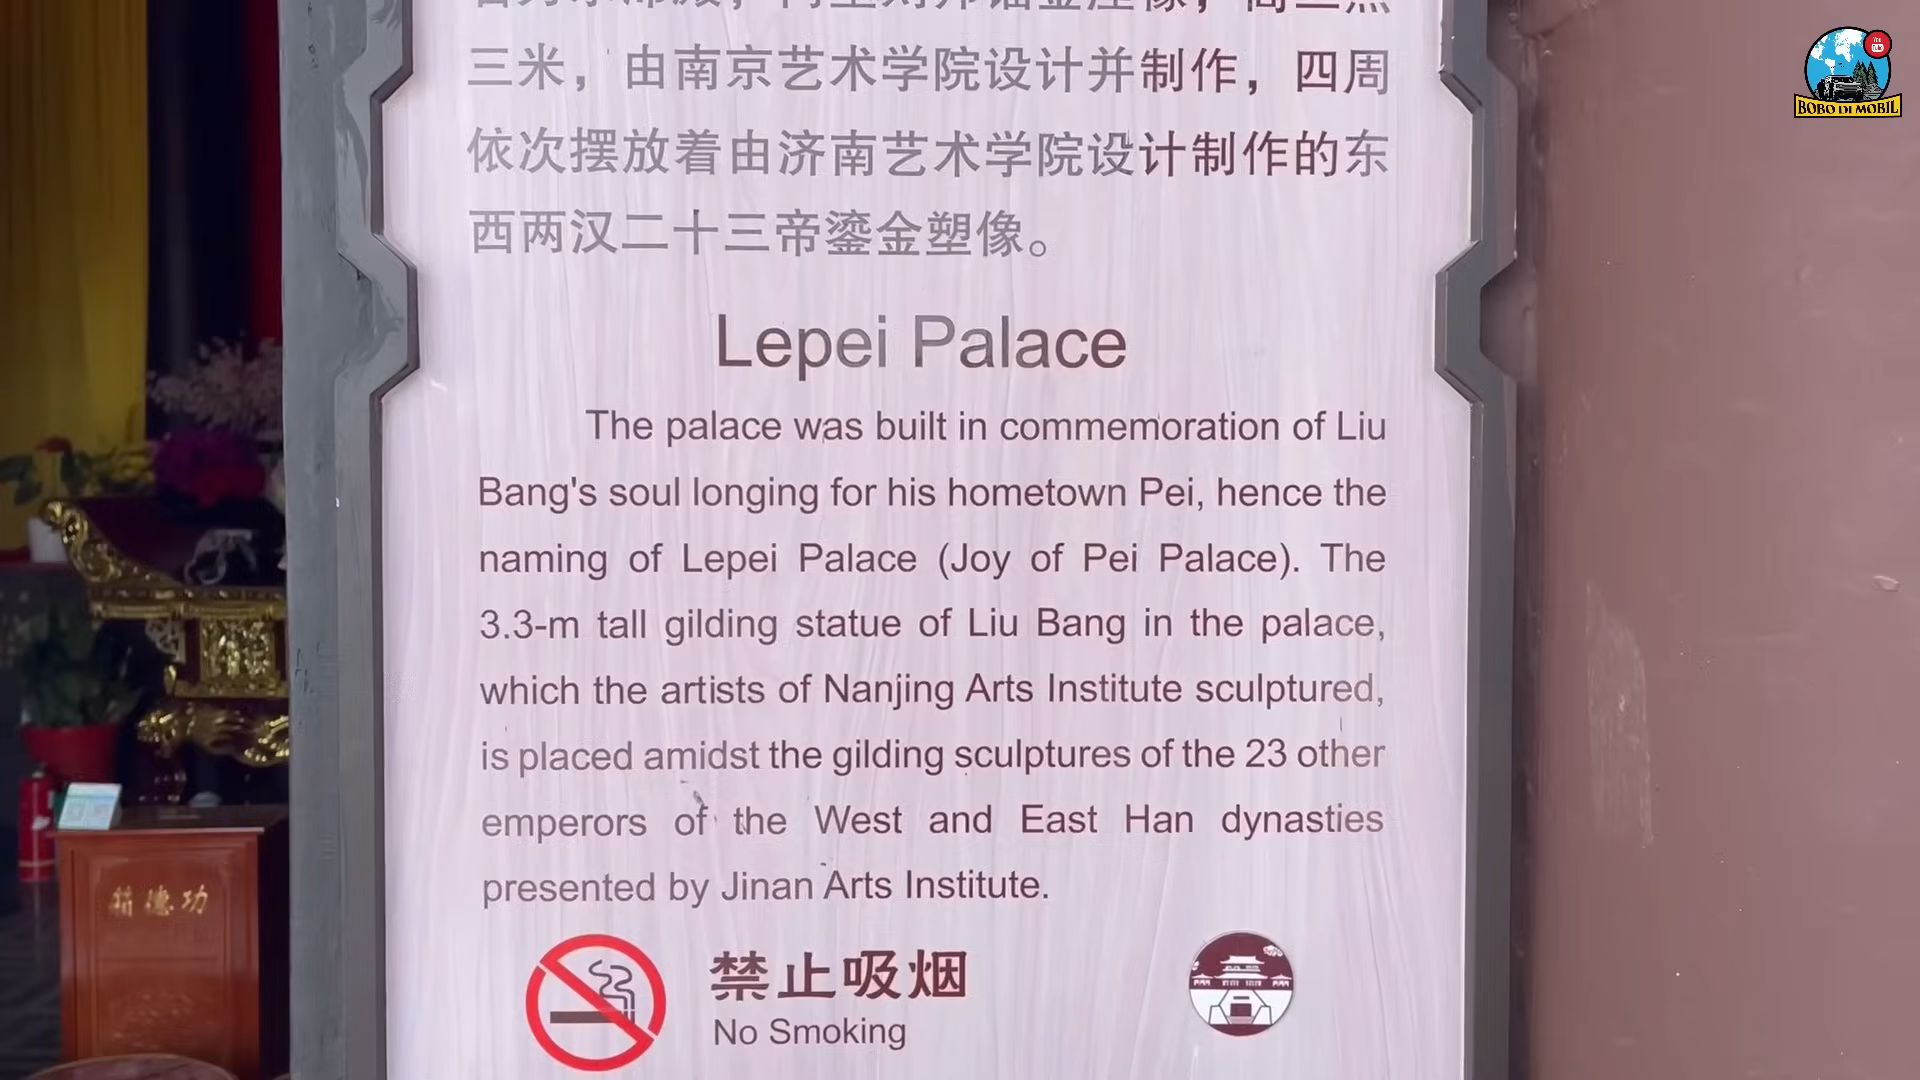 三米，由南京艺术学院设计并制作，四周
依次摆放着由济南艺术学院设计制作的东
西两汉二十三帝鎏金塑像。
Lepei Palace
The palace was built in commemoration of Liu
Bang's soul longing for his hometown Pei, hence the
naming of Lepei Palace (Joy of Pei Palace). The
3.3-m tall gilding statue of Liu Bang in the palace,
which the artists of Nanjing Arts Institute sculptured,
is placed amidst the gilding sculptures of the 23 other
emperors of the West and East Han dynasties
presented by Jinan Arts Institute.
禁止吸烟
No Smoking
箱德功
BOBO DI MOBIL
You